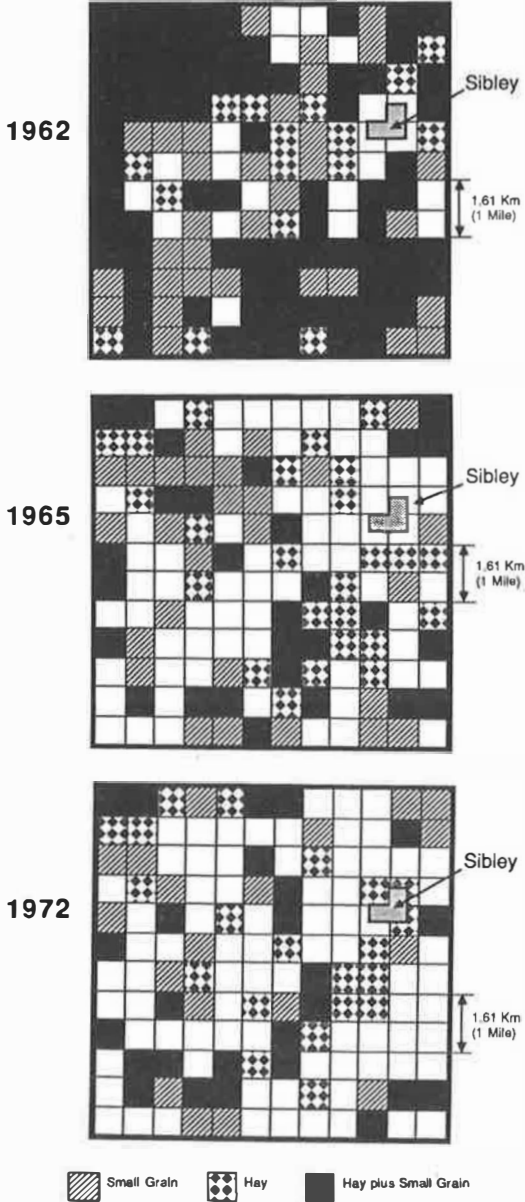 Sibley
1962
1.61 Km
(1 Mile)
Sibley
1965
1.61 Km
(1 Mile)
Sibley
1972
1.61 Km
(1 Mile)
Small Grain
Hay
Hay plus Small Grain